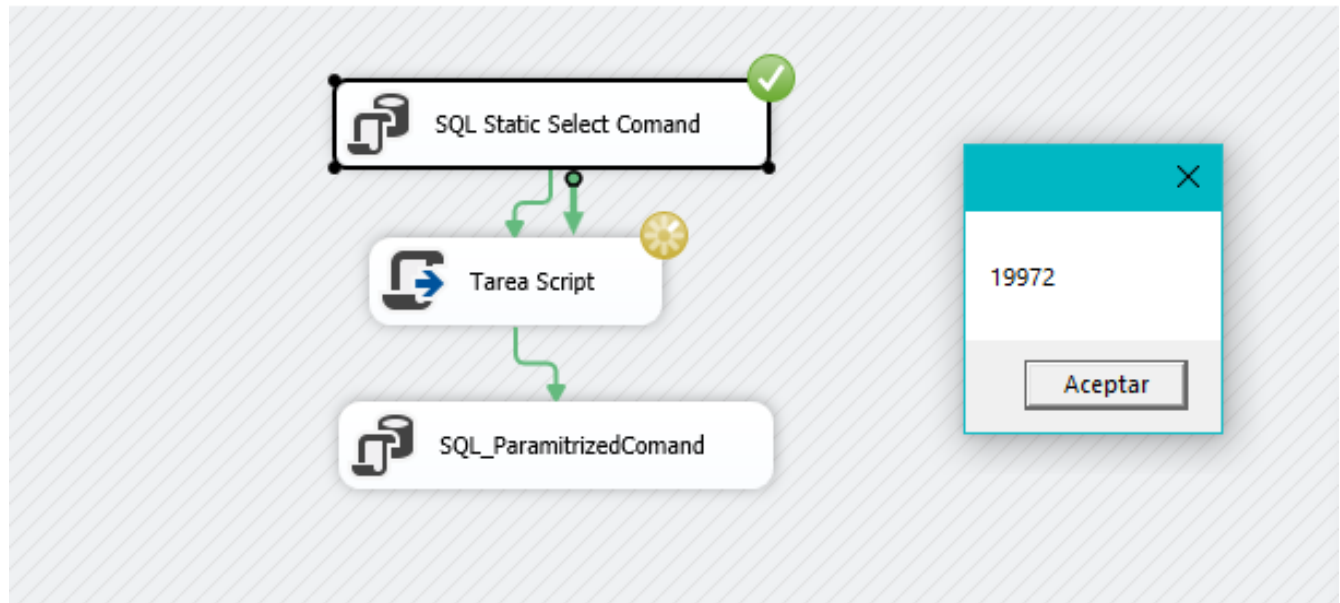 SQL Static Select Comand
Tarea Script
SQL_ParamitrizedComand
19972
Aceptar